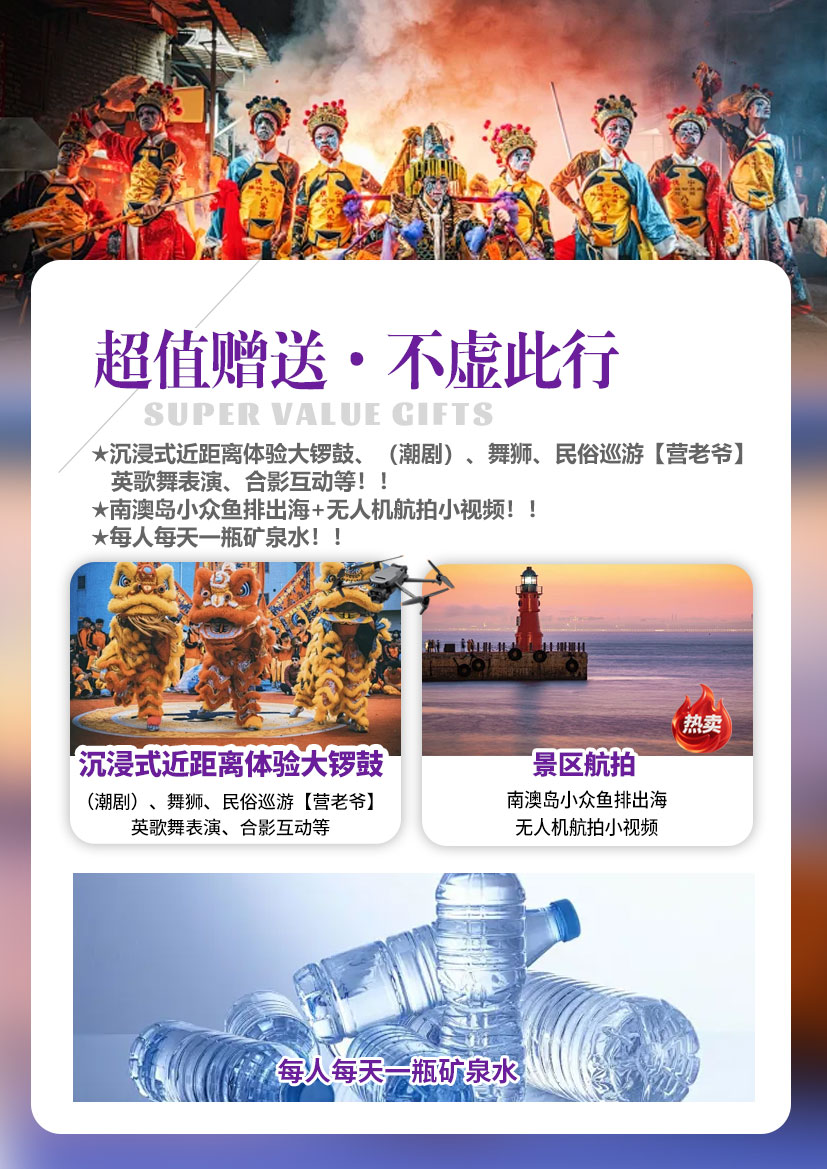 超值赠送·不虚此行
SUPER VALUE GIFTS
★沉浸式近距离体验大锣鼓、（潮剧）、舞狮、民俗巡游【营老爷】
英歌舞表演、合影互动等！！
★南澳岛小众鱼排出海+无人机航拍小视频！！
★每人每天一瓶矿泉水！！
热卖
沉浸式近距离体验大锣鼓
（潮剧）、舞狮、民俗巡游【营老爷】
英歌舞表演、合影互动等
景区航拍
南澳岛小众鱼排出海
无人机航拍小视频
每人每天一瓶矿泉水